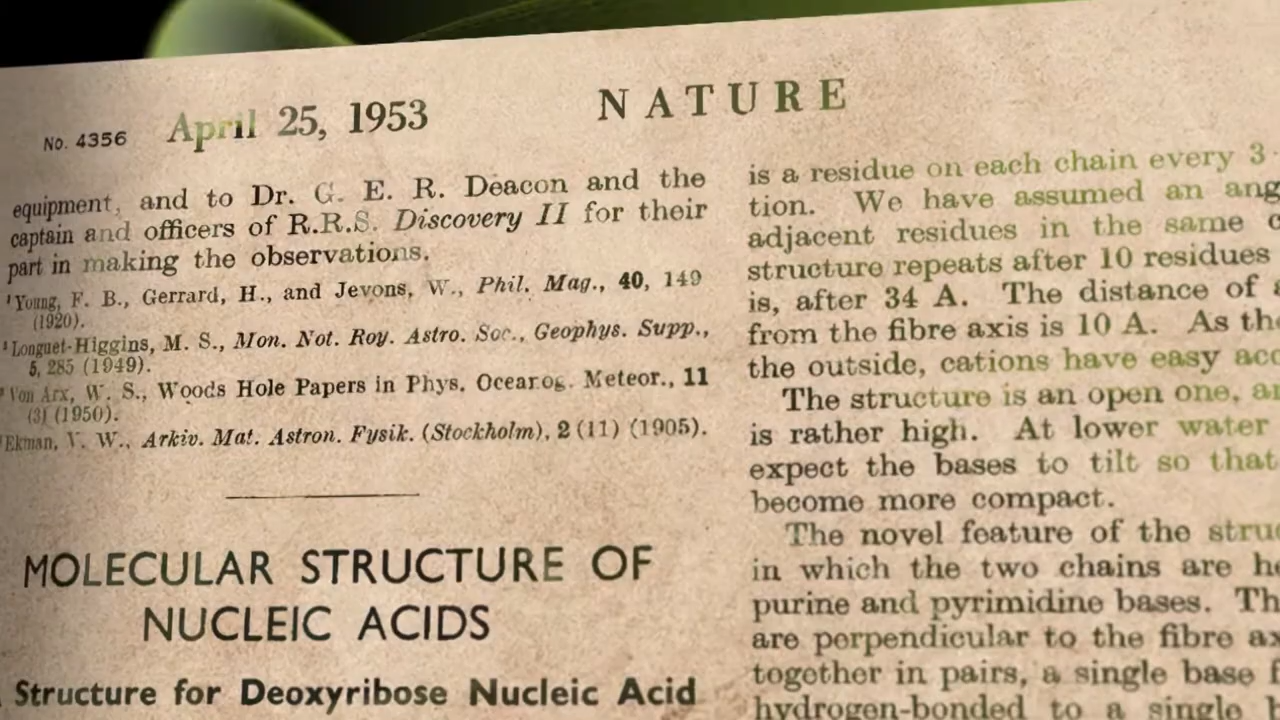 No. 4356 April 25, 1953 NATURE
equipment, and to Dr. G. E. R. Deacon and the
captain and officers of R.R.S. Discovery II for their
part in making the observations.
¹Young, F. B., Gerrard, H., and Jevons, W., Phil. Mag., 40, 149
(1920).
²Longuet-Higgins, M. S., Mon. Not. Roy. Astro. Soc., Geophys. Supp.,
5, 285 (1949).
³Von Arx, W. S., Woods Hole Papers in Phys. Ocearog. Meteor., 11
(3) (1950).
Ekman, V. W., Arkiv. Mat. Astron. Fysik. (Stockholm), 2 (11) (1905).
MOLECULAR STRUCTURE OF
NUCLEIC ACIDS
Structure for Deoxyribose Nucleic Acid
is a residue on each chain every 3·
tion. We have assumed an ang
adjacent residues in the same
structure repeats after 10 residues
is, after 34 A. The distance of a
from the fibre axis is 10 A. As the
the outside, cations have easy acc
The structure is an open one, an
is rather high. At lower water
expect the bases to tilt so that
become more compact.
The novel feature of the struc
in which the two chains are he
purine and pyrimidine bases. Th
are perpendicular to the fibre ax
together in pairs, a single base f
hydrogen-bonded to a single b